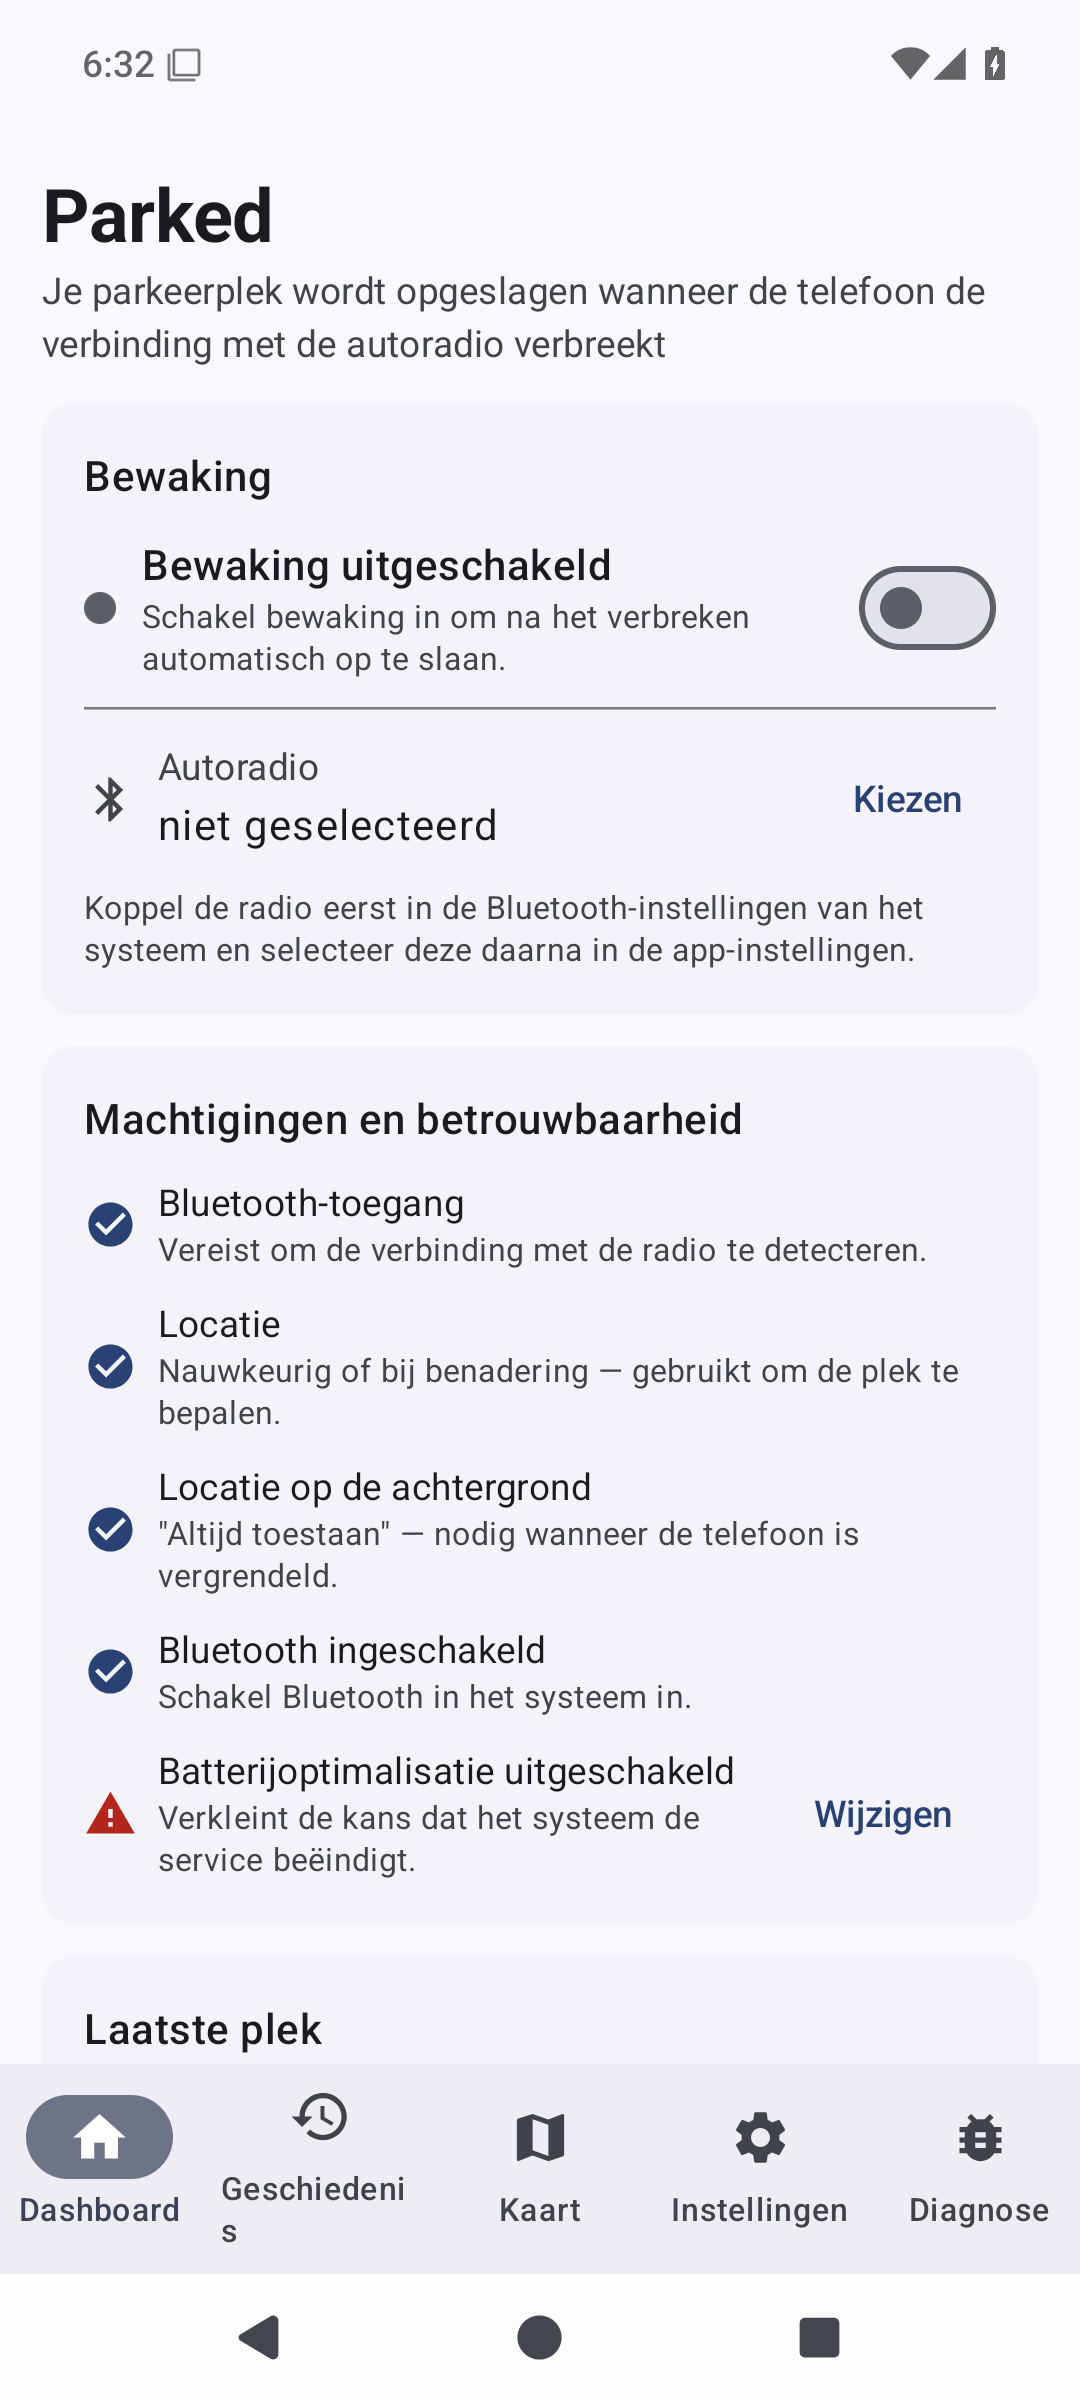 6:32
Parked
Je parkeerplek wordt opgeslagen wanneer de telefoon de
verbinding met de autoradio verbreekt
Bewaking
Bewaking uitgeschakeld
Schakel bewaking in om na het verbreken
automatisch op te slaan.
Autoradio
niet geselecteerd
Kiezen
Koppel de radio eerst in de Bluetooth-instellingen van het
systeem en selecteer deze daarna in de app-instellingen.
Machtigingen en betrouwbaarheid
Bluetooth-toegang
Vereist om de verbinding met de radio te detecteren.
Locatie
Nauwkeurig of bij benadering — gebruikt om de plek te
bepalen.
Locatie op de achtergrond
"Altijd toestaan" — nodig wanneer de telefoon is
vergrendeld.
Bluetooth ingeschakeld
Schakel Bluetooth in het systeem in.
Batterijoptimalisatie uitgeschakeld
Verkleint de kans dat het systeem de
service beëindigt.
Wijzigen
Laatste plek
Dashboard
Geschiedeni
s
Kaart
Instellingen
Diagnose